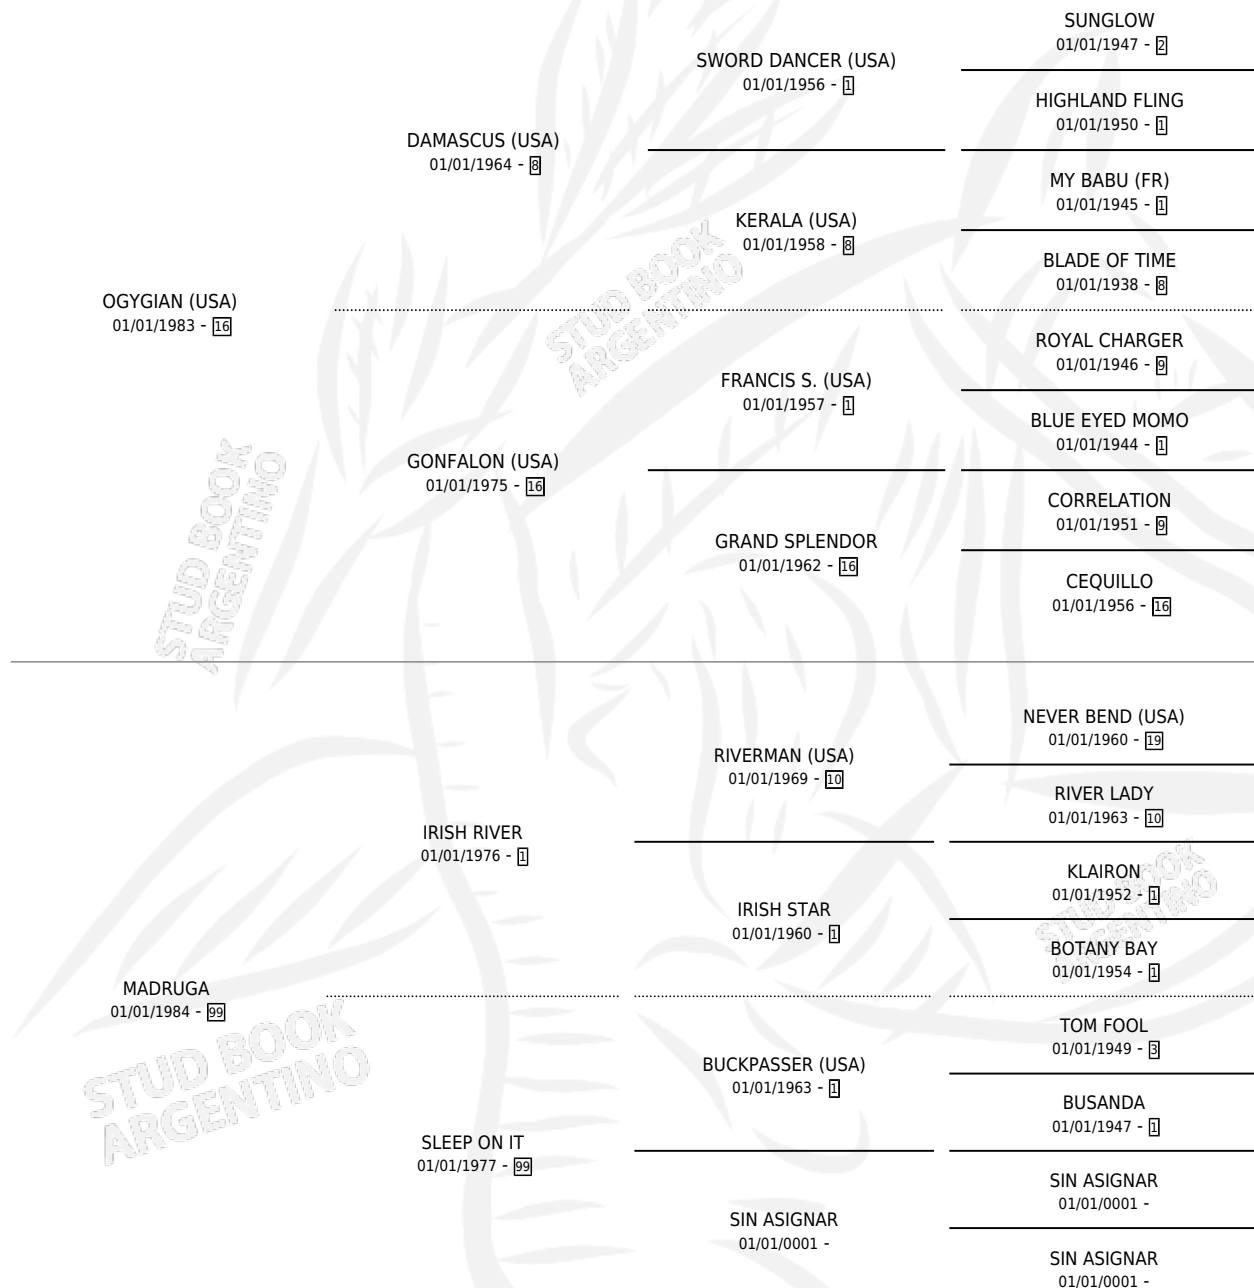 SUNGLOW
01/01/1947 - 2
SWORD DANCER (USA)
01/01/1956 - 1
HIGHLAND FLING
01/01/1950 - 1
DAMASCUS (USA)
01/01/1964 - 8
MY BABU (FR)
01/01/1945 - 1
KERALA (USA)
01/01/1958 - 8
BLADE OF TIME
01/01/1938 - 8
OGYGIAN (USA)
01/01/1983 - 16
STUD BOOK
ARGENTINO
ROYAL CHARGER
01/01/1946 - 9
FRANCIS S. (USA)
01/01/1957 - 1
BLUE EYED MOMO
01/01/1944 - 1
GONFALON (USA)
01/01/1975 - 16
CORRELATION
01/01/1951 - 9
GRAND SPLENDOR
01/01/1962 - 16
CEQUILLO
01/01/1956 - 16
STUD BOOK
ARGENTINO
NEVER BEND (USA)
01/01/1960 - 19
RIVERMAN (USA)
01/01/1969 - 10
RIVER LADY
01/01/1963 - 10
IRISH RIVER
01/01/1976 - 1
KLAIRON
01/01/1952 - 1
STUD BOOK
ARGENTINO
IRISH STAR
01/01/1960 - 1
BOTANY BAY
01/01/1954 - 1
MADRUGA
01/01/1984 - 99
STUD BOOK
ARGENTINO
TOM FOOL
01/01/1949 - 3
BUCKPASSER (USA)
01/01/1963 - 1
BUSANDA
01/01/1947 - 1
SLEEP ON IT
01/01/1977 - 99
SIN ASIGNAR
01/01/0001 -
SIN ASIGNAR
01/01/0001 -
SIN ASIGNAR
01/01/0001 -